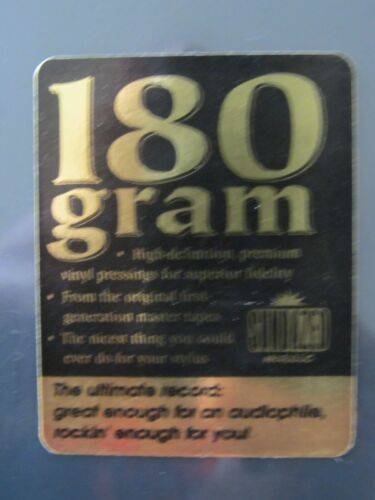 180
gram
• High-definition, premium
vinyl pressings for superior fidelity
• From the original first-
generation master tapes
• The nicest thing you could
ever do for your stylus
SUNDAZED
MUSIC
The ultimate record:
great enough for an audiophile,
rockin' enough for you!